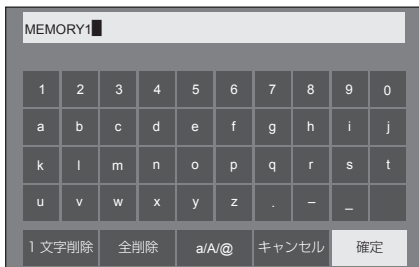 MEMORY1
1 2 3 4 5 6 7 8 9 0
a b c d e f g h i j
k l m n o p q r s t
u v w x y z . – _
1 文字削除 全削除 a/A/@ キャンセル 確定